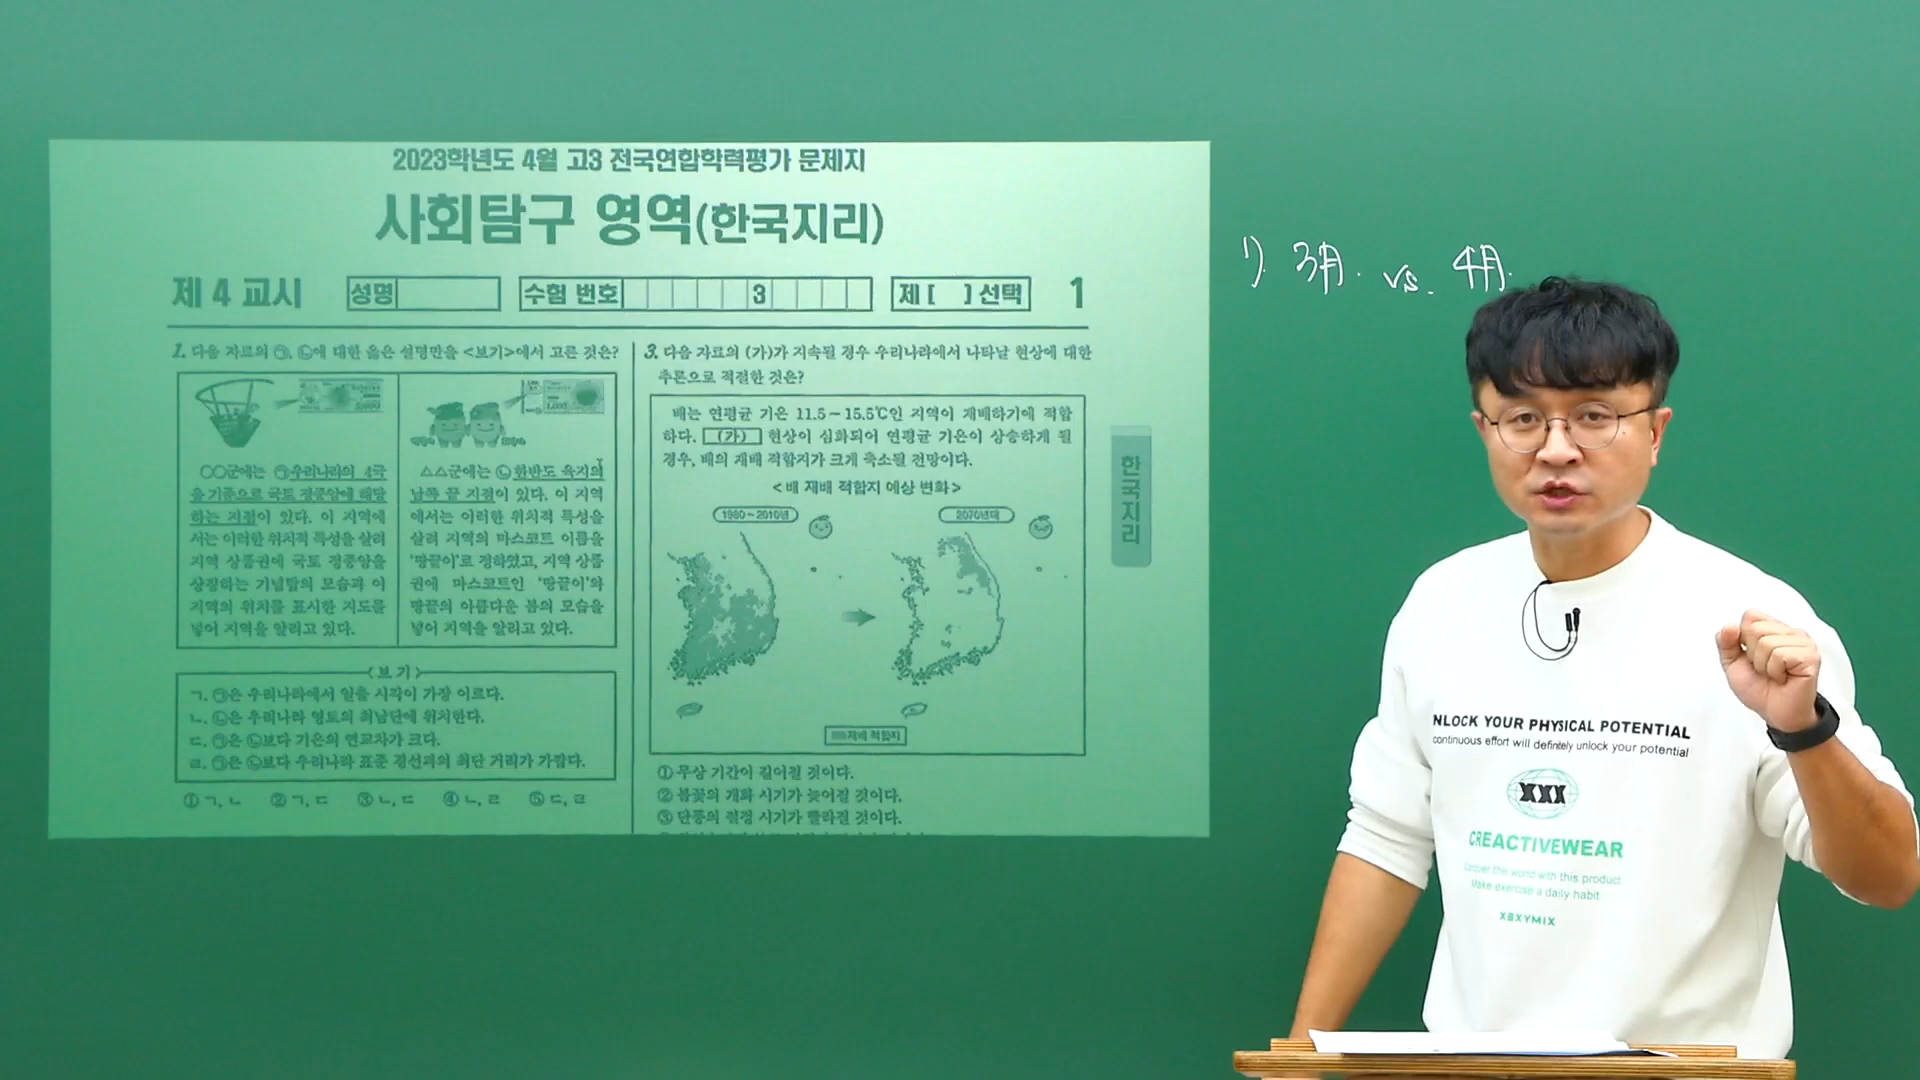 2023학년도 4월 고3 전국연합학력평가 문제지
사회탐구 영역(한국지리)
제 4 교시
성명
수험 번호
3
제 [ ] 선택
1
1. 다음 자료의 ㉠, ㉡에 대한 옳은 설명만을 <보기>에서 고른 것은?
○○군에는 ㉠우리나라의 4극
을 기준으로 국토 정중앙에 해당
하는 지점이 있다. 이 지역에
서는 이러한 위치적 특성을 살려
지역 상품권에 국토 정중앙을
상징하는 기념탑의 모습과 이
지역의 위치를 표시한 지도를
넣어 지역을 알리고 있다.
△△군에는 ㉡한반도 육지의
남쪽 끝 지점이 있다. 이 지역
에서는 이러한 위치적 특성을
살려 지역의 마스코트 이름을
‘땅끝이’로 정하였고, 지역 상품
권에 마스코트인 ‘땅끝이’와
땅끝의 아름다운 봄의 모습을
넣어 지역을 알리고 있다.
<보 기>
ㄱ. ㉠은 우리나라에서 일출 시각이 가장 이르다.
ㄴ. ㉡은 우리나라 영토의 최남단에 위치한다.
ㄷ. ㉠은 ㉡보다 기온의 연교차가 크다.
ㄹ. ㉠은 ㉡보다 우리나라 표준 경선과의 최단 거리가 가깝다.
① ㄱ, ㄴ ② ㄱ, ㄷ ③ ㄴ, ㄷ ④ ㄴ, ㄹ ⑤ ㄷ, ㄹ
3. 다음 자료의 (가)가 지속될 경우 우리나라에서 나타날 현상에 대한
추론으로 적절한 것은?
배는 연평균 기온 11.5～15.5℃인 지역이 재배하기에 적합
하다. (가) 현상이 심화되어 연평균 기온이 상승하게 될
경우, 배의 재배 적합지가 크게 축소될 전망이다.
<배 재배 적합지 예상 변화>
1980～2010년
2070년대
재배 적합지
① 무상 기간이 길어질 것이다.
② 봄꽃의 개화 시기가 늦어질 것이다.
③ 단풍의 절정 시기가 빨라질 것이다.
한국지리
1). 3月. vs. 4月.
NLOCK YOUR PHYSICAL POTENTIAL
continuous effort will definitely unlock your potential
XXX
CREACTIVEWEAR
Conquer the world with this product
Make exercise a daily habit
XEXYMIX